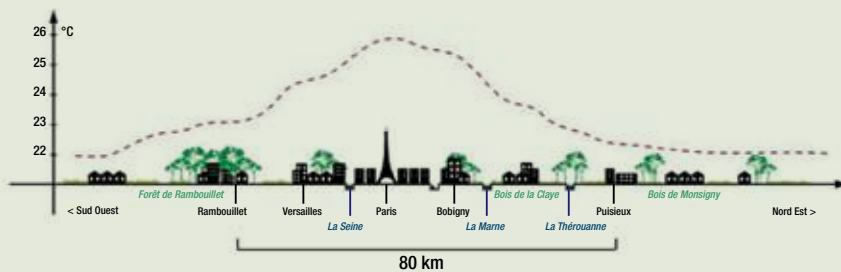 26 °C
25
24
23
22
Forêt de Rambouillet
Bois de la Claye
Bois de Monsigny
< Sud Ouest
Rambouillet
Versailles
Paris
Bobigny
Puisieux
Nord Est >
La Seine
La Marne
La Thérouanne
80 km